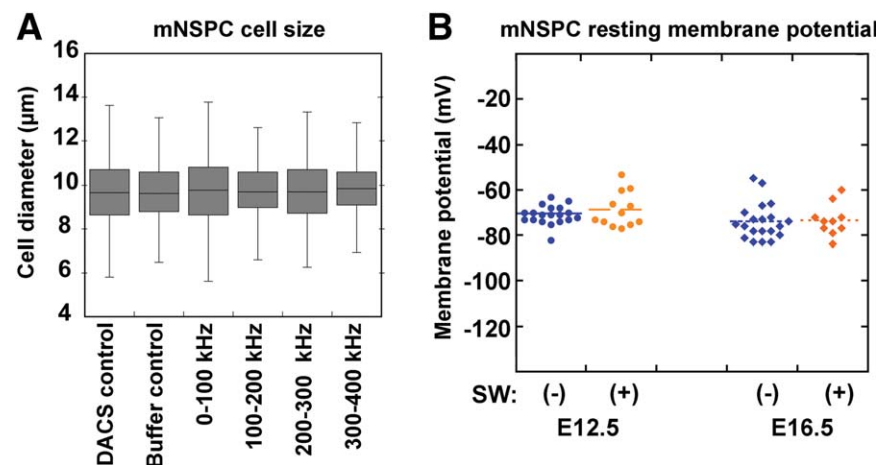 A mNSPC cell size
Cell diameter (µm)
16
14
12
10
8
6
4
DACS control
Buffer control
0-100 kHz
100-200 kHz
200-300 kHz
300-400 kHz
B mNSPC resting membrane potential
Membrane potential (mV)
-20
-40
-60
-80
-100
-120
SW: (-) (+) (-) (+)
E12.5 E16.5